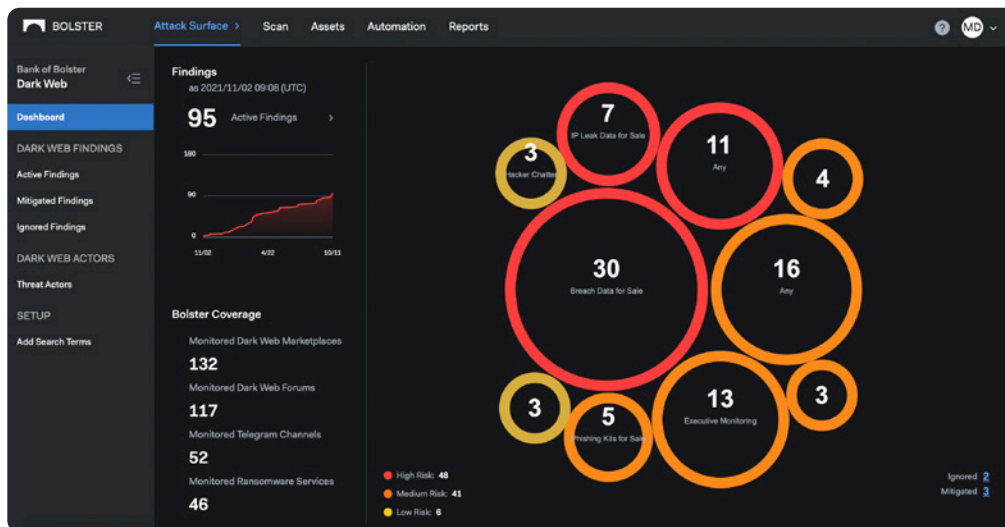 BOLSTER
Attack Surface >
Scan
Assets
Automation
Reports
?
MD
Bank of Bolster
Dark Web
Dashboard
DARK WEB FINDINGS
Active Findings
Mitigated Findings
Ignored Findings
DARK WEB ACTORS
Threat Actors
SETUP
Add Search Terms
Findings
as 2021/11/02 09:08 (UTC)
95 Active Findings >
180
90
0
11/02 4/22 10/11
Bolster Coverage
Monitored Dark Web Marketplaces
132
Monitored Dark Web Forums
117
Monitored Telegram Channels
52
Monitored Ransomware Services
46
7
IP Leak Data for Sale
11
Any
3
Hacker Chatter
4
30
Breach Data for Sale
16
Any
3
5
Phishing Kits for Sale
13
Executive Monitoring
3
High Risk: 48
Medium Risk: 41
Low Risk: 6
Ignored 2
Mitigated 3